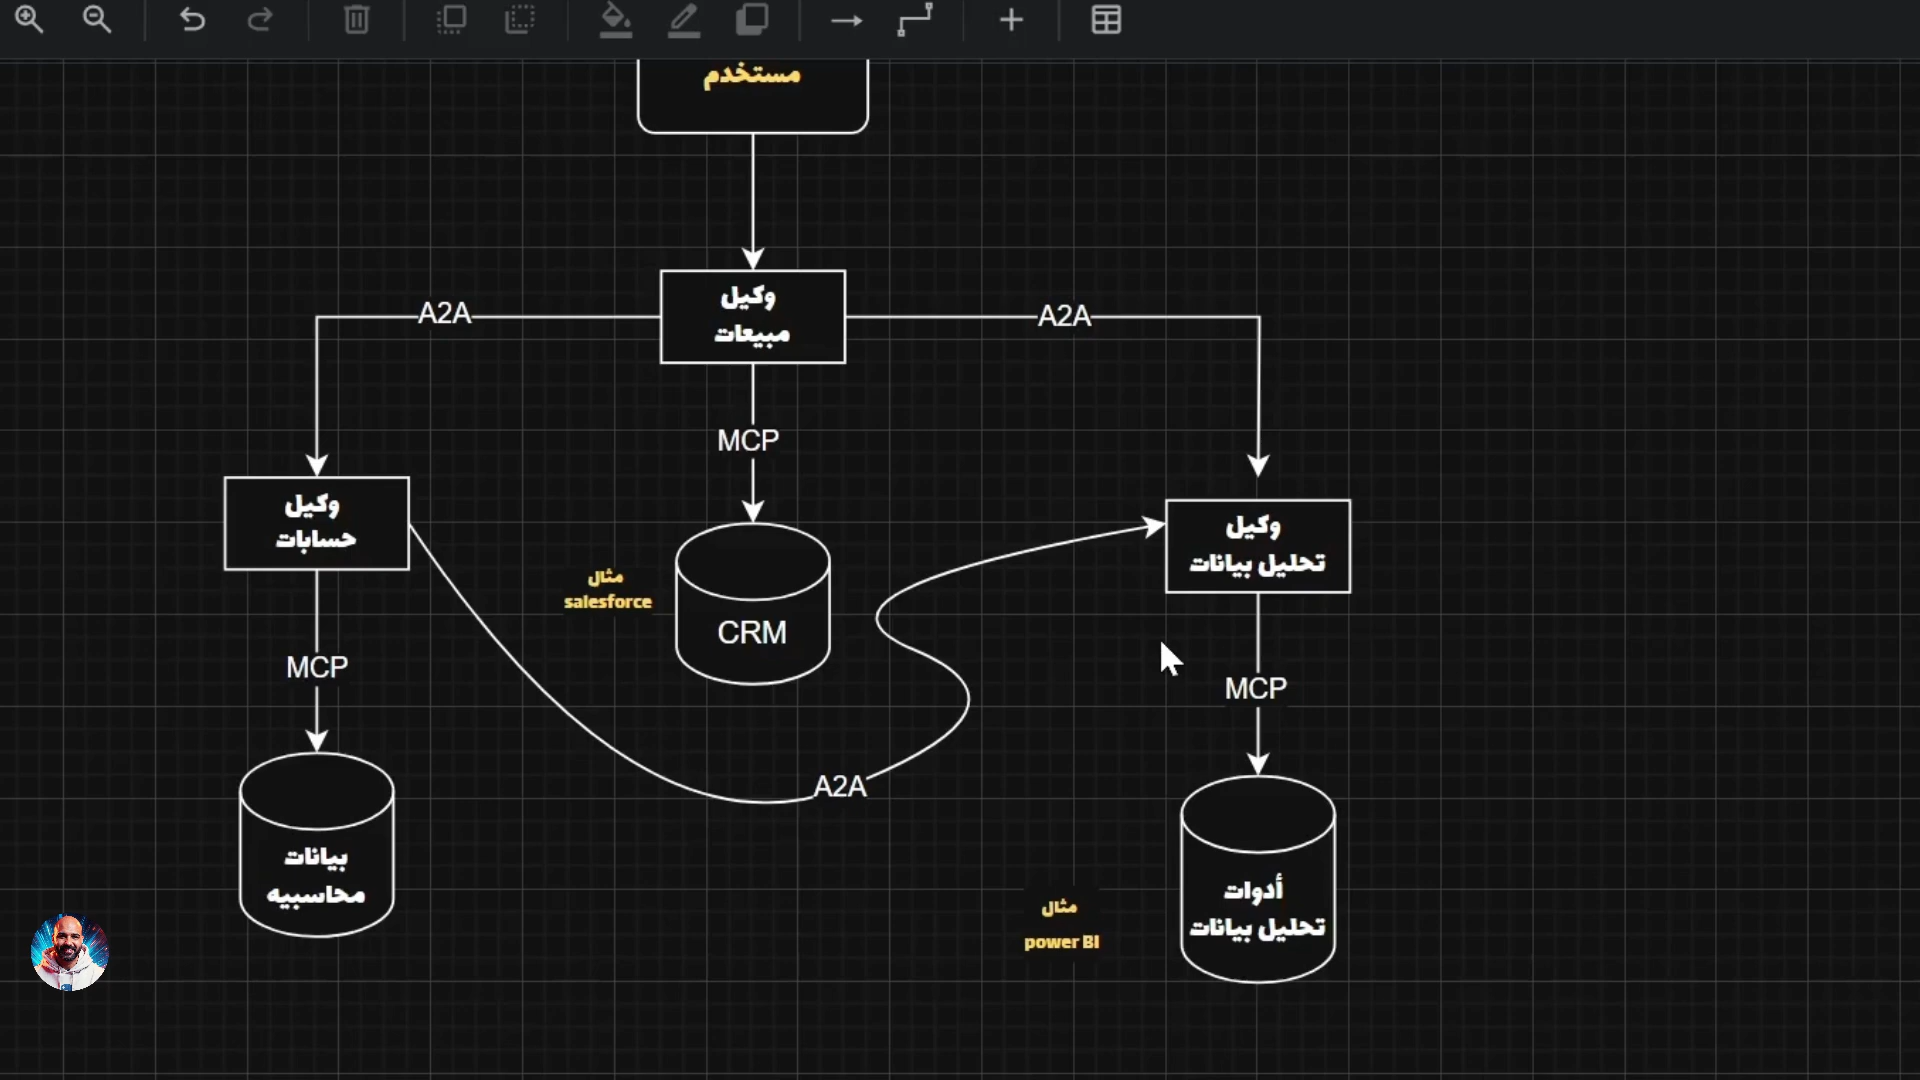 مستخدم
وكيل
مبيعات
A2A
A2A
MCP
وكيل
حسابات
وكيل
تحليل بيانات
مثال
salesforce
CRM
MCP
MCP
A2A
بيانات
محاسبيه
أدوات
تحليل بيانات
مثال
power BI